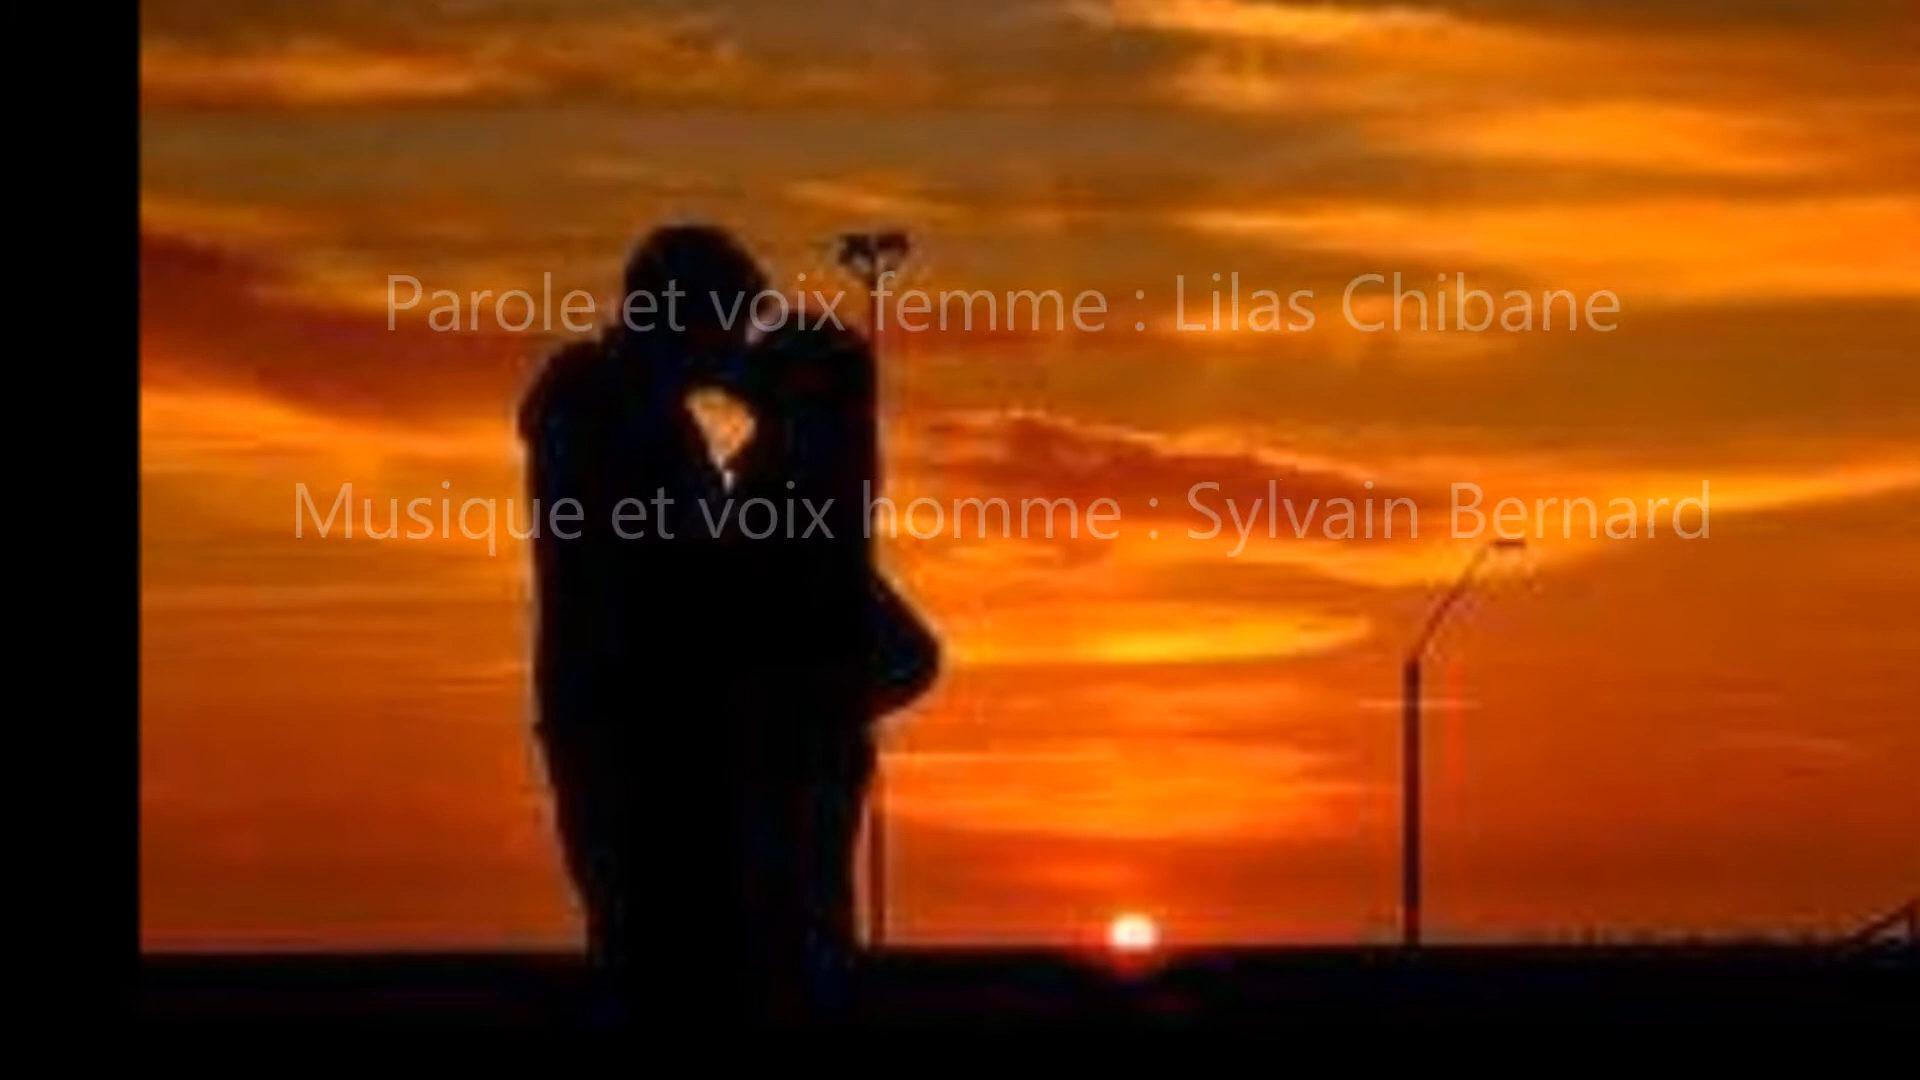 Parole et voix femme : Lilas Chibane
Musique et voix homme : Sylvain Bernard